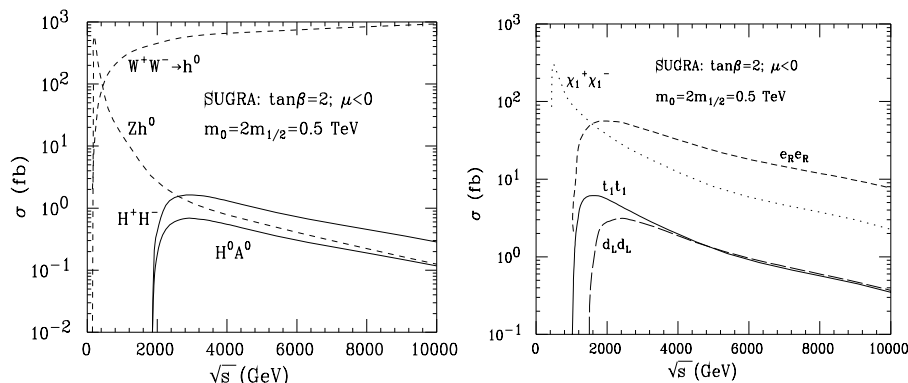 10³
10²
10¹
10⁰
10⁻¹
10⁻²
σ (fb)
W⁺W⁻→h⁰
SUGRA: tanβ=2; μ<0
m₀=2m₁/₂=0.5 TeV
Zh⁰
H⁺H⁻
H⁰A⁰
0 2000 4000 6000 8000 10000
√s (GeV)
10³
10²
10¹
10⁰
10⁻¹
σ (fb)
χ₁⁺χ₁⁻
SUGRA: tanβ=2; μ<0
m₀=2m₁/₂=0.5 TeV
eᵣeᵣ
t₁t₁
d_Ld_L
0 2000 4000 6000 8000 10000
√s (GeV)